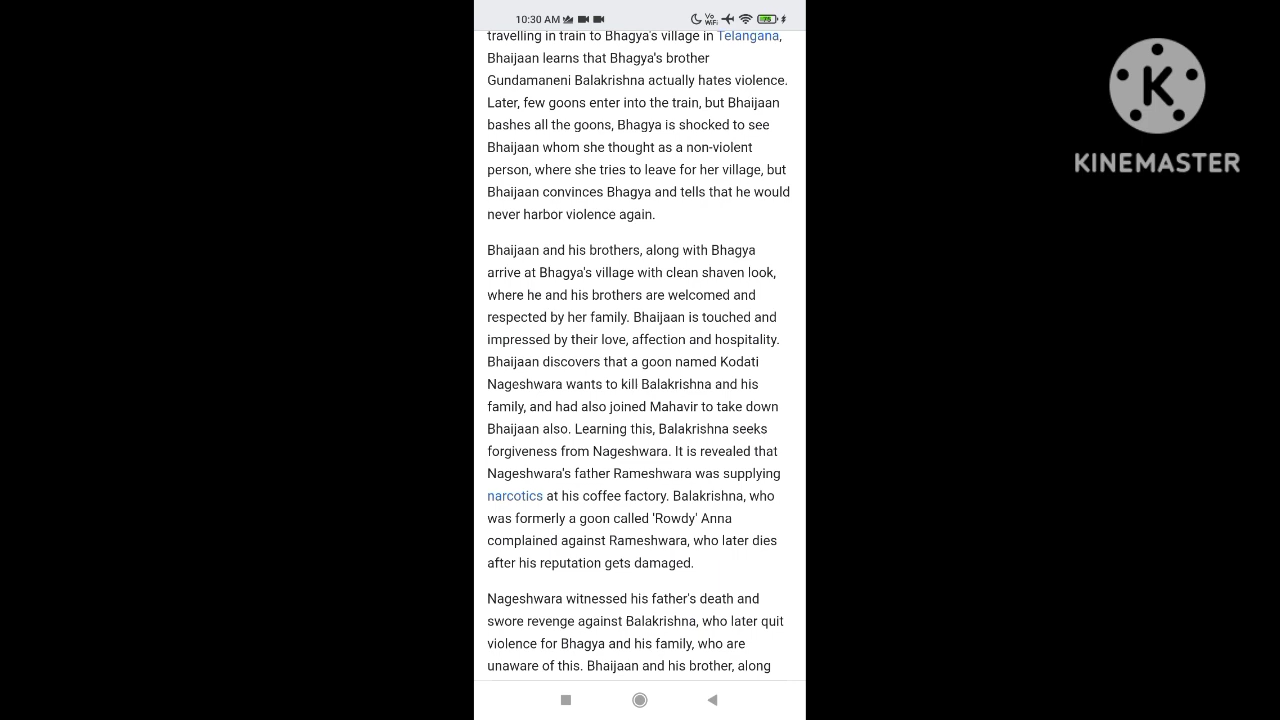 10:30 AM
Vo WiFi
75
travelling in train to Bhagya's village in Telangana,
Bhaijaan learns that Bhagya's brother
Gundamaneni Balakrishna actually hates violence.
Later, few goons enter into the train, but Bhaijaan
bashes all the goons, Bhagya is shocked to see
Bhaijaan whom she thought as a non-violent
person, where she tries to leave for her village, but
Bhaijaan convinces Bhagya and tells that he would
never harbor violence again.
Bhaijaan and his brothers, along with Bhagya
arrive at Bhagya's village with clean shaven look,
where he and his brothers are welcomed and
respected by her family. Bhaijaan is touched and
impressed by their love, affection and hospitality.
Bhaijaan discovers that a goon named Kodati
Nageshwara wants to kill Balakrishna and his
family, and had also joined Mahavir to take down
Bhaijaan also. Learning this, Balakrishna seeks
forgiveness from Nageshwara. It is revealed that
Nageshwara's father Rameshwara was supplying
narcotics at his coffee factory. Balakrishna, who
was formerly a goon called 'Rowdy' Anna
complained against Rameshwara, who later dies
after his reputation gets damaged.
Nageshwara witnessed his father's death and
swore revenge against Balakrishna, who later quit
violence for Bhagya and his family, who are
unaware of this. Bhaijaan and his brother, along
K
KINEMASTER